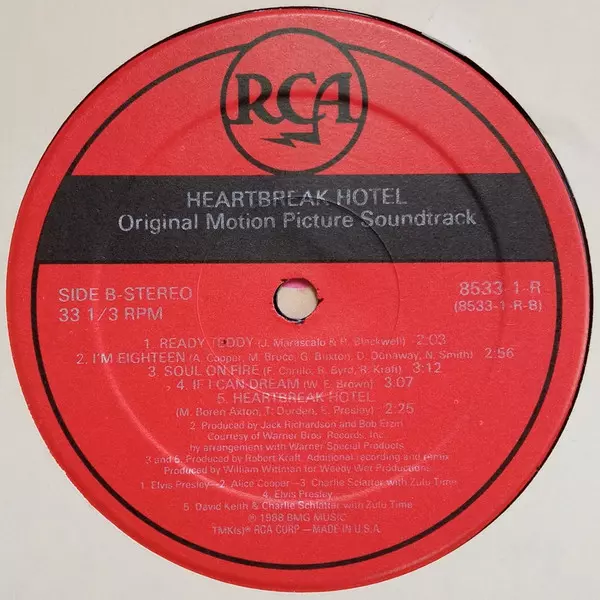 RCA
HEARTBREAK HOTEL
Original Motion Picture Soundtrack
SIDE B-STEREO
33 1/3 RPM
8533-1-R
(8533-1-R-B)
1. READY TEDDY (J. Marascalo & R. Blackwell) 2:03
2. I'M EIGHTEEN (A. Cooper, M. Bruce, G. Buxton, D. Dunaway, N. Smith) 2:56
3. SOUL ON FIRE (F. Carillo, R. Byrd, R. Kraft) 3:12
4. IF I CAN DREAM (W. E. Brown) 3:07
5. HEARTBREAK HOTEL
(M. Boren Axton, T. Durden, E. Presley) 2:25
2. Produced by Jack Richardson and Bob Ezrin
Courtesy of Warner Bros. Records, Inc.
by arrangement with Warner Special Products.
3 and 5. Produced by Robert Kraft. Additional recording and remix
Produced by William Wittman for Weedy Wet Productions
1. Elvis Presley—2. Alice Cooper—3. Charlie Schlatter with Zulu Time
4. Elvis Presley
5. David Keith & Charlie Schlatter with Zulu Time
℗ 1988 BMG MUSIC
TMK(s)® RCA CORP.—MADE IN U.S.A.